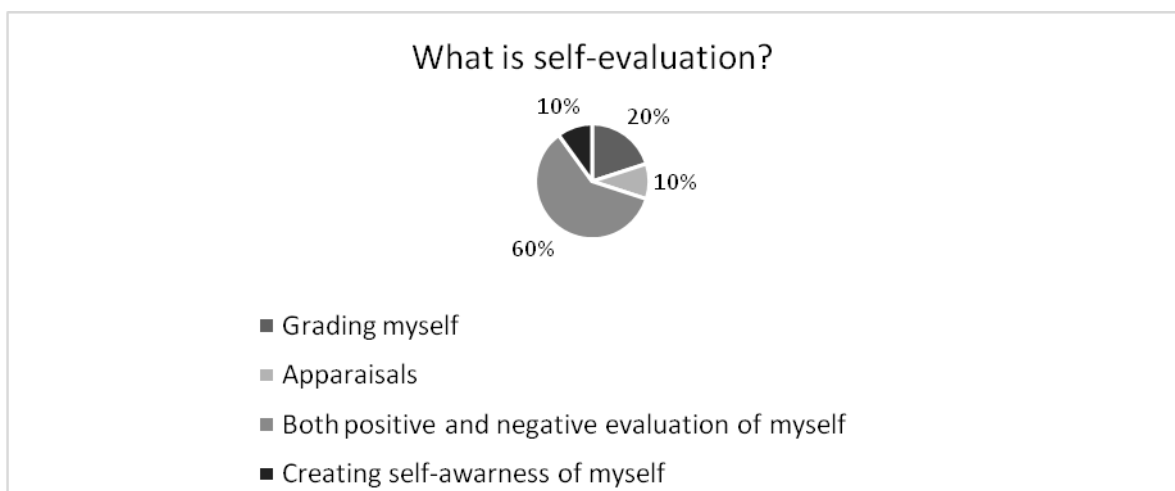 What is self-evaluation?
10%
20%
10%
60%
Grading myself
Apparaisals
Both positive and negative evaluation of myself
Creating self-awarness of myself